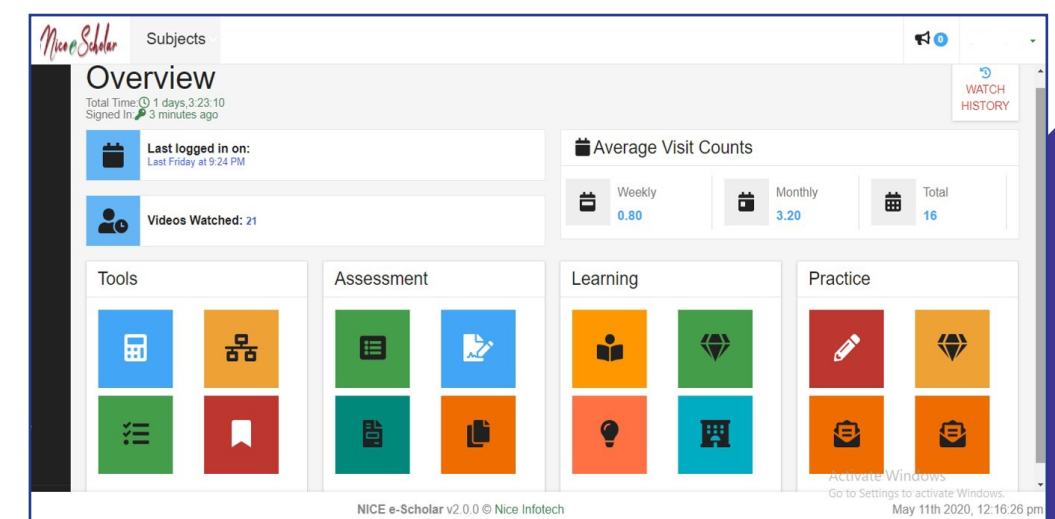 Nice e Scholar
Subjects
0
Overview
Total Time: 1 days,3:23:10
Signed In: 3 minutes ago
WATCH
HISTORY
Last logged in on:
Last Friday at 9:24 PM
Videos Watched: 21
Average Visit Counts
Weekly
0.80
Monthly
3.20
Total
16
Tools
Assessment
Learning
Practice
Activate Windows
Go to Settings to activate Windows.
NICE e-Scholar v2.0.0 © Nice Infotech
May 11th 2020, 12:16:26 pm